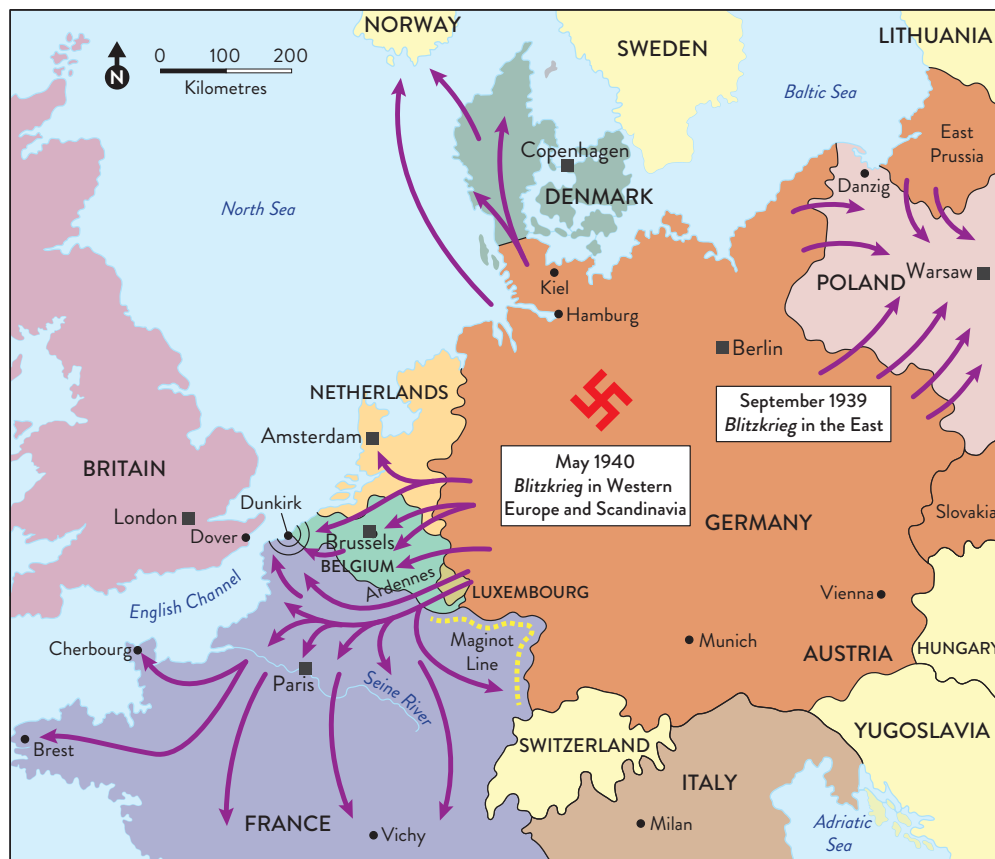 NORWAY
SWEDEN
LITHUANIA
0 100 200
Kilometres
N
Baltic Sea
East
Prussia
Copenhagen
Danzig
DENMARK
North Sea
POLAND
Warsaw
Kiel
Hamburg
Berlin
NETHERLANDS
September 1939
Blitzkrieg in the East
Amsterdam
May 1940
Blitzkrieg in Western
Europe and Scandinavia
BRITAIN
Dunkirk
London
Dover
Brussels
BELGIUM
GERMANY
Slovakia
Ardennes
LUXEMBOURG
English Channel
Vienna
Cherbourg
Maginot
Line
Munich
AUSTRIA
HUNGARY
Paris
Seine River
Brest
SWITZERLAND
YUGOSLAVIA
ITALY
FRANCE
Vichy
Milan
Adriatic
Sea